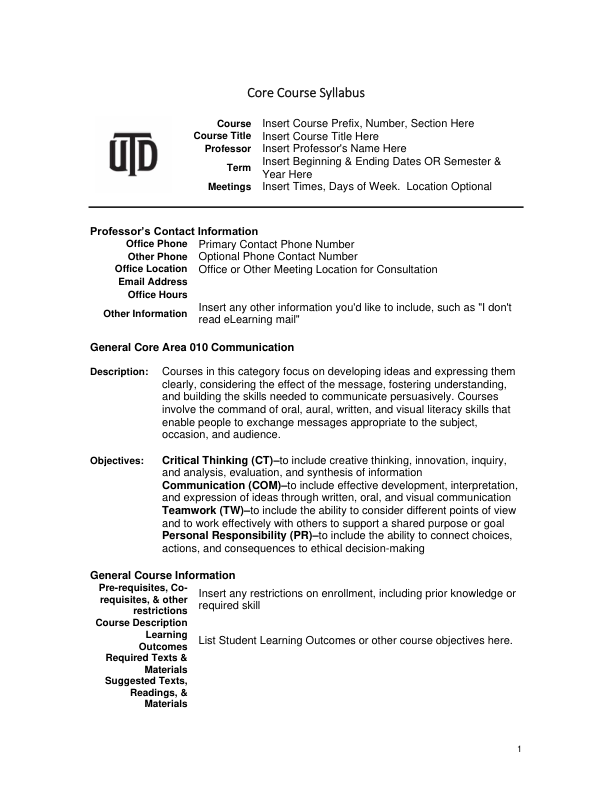 Core Course Syllabus
UTD
Course Insert Course Prefix, Number, Section Here
Course Title Insert Course Title Here
Professor Insert Professor's Name Here
Term Insert Beginning & Ending Dates OR Semester &
Year Here
Meetings Insert Times, Days of Week.  Location Optional
Professor's Contact Information
Office Phone Primary Contact Phone Number
Other Phone Optional Phone Contact Number
Office Location Office or Other Meeting Location for Consultation
Email Address
Office Hours
Other Information Insert any other information you'd like to include, such as "I don't
read eLearning mail"
General Core Area 010 Communication
Description: Courses in this category focus on developing ideas and expressing them
clearly, considering the effect of the message, fostering understanding,
and building the skills needed to communicate persuasively. Courses
involve the command of oral, aural, written, and visual literacy skills that
enable people to exchange messages appropriate to the subject,
occasion, and audience.
Objectives: Critical Thinking (CT)–to include creative thinking, innovation, inquiry,
and analysis, evaluation, and synthesis of information
Communication (COM)–to include effective development, interpretation,
and expression of ideas through written, oral, and visual communication
Teamwork (TW)–to include the ability to consider different points of view
and to work effectively with others to support a shared purpose or goal
Personal Responsibility (PR)–to include the ability to connect choices,
actions, and consequences to ethical decision-making
General Course Information
Pre-requisites, Co-
requisites, & other
restrictions
Insert any restrictions on enrollment, including prior knowledge or
required skill
Course Description
Learning
Outcomes
List Student Learning Outcomes or other course objectives here.
Required Texts &
Materials
Suggested Texts,
Readings, &
Materials
1